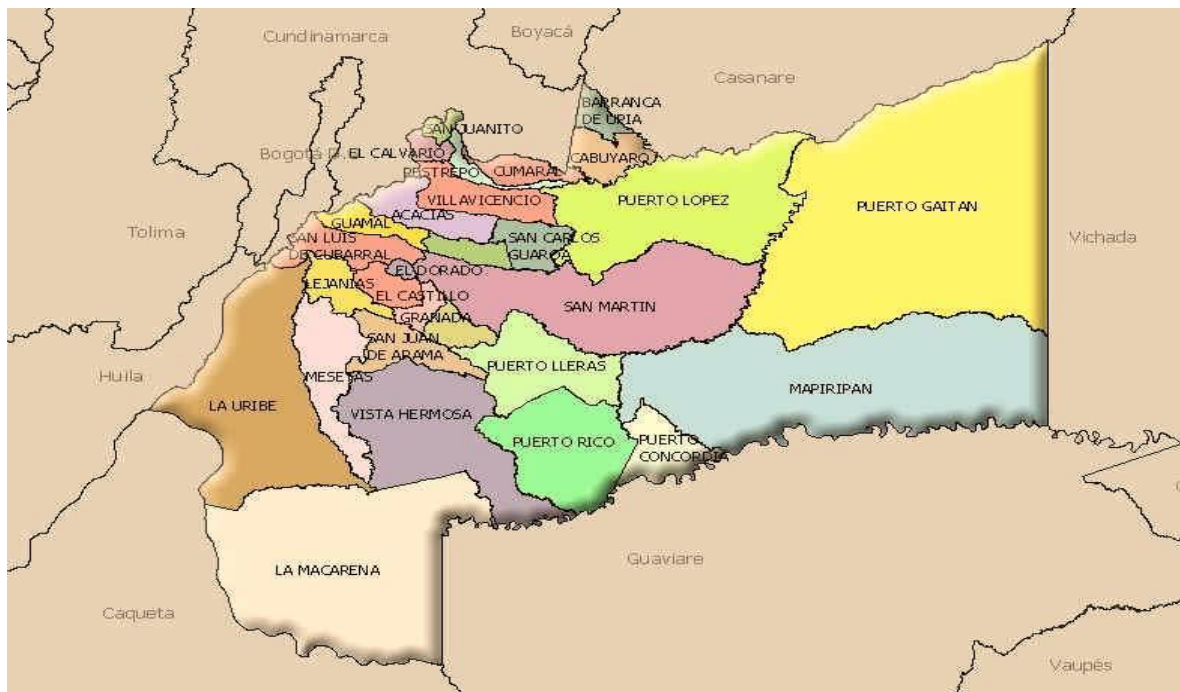 Boyacá
Cundinamarca
Casanare
BARRANCA
DE UPIA
SAN JUANITO
Bogotá D.
EL CALVARIO
CABUYARO
RESTREPO
CUMARAL
VILLAVICENCIO
PUERTO LOPEZ
PUERTO GAITAN
ACACIAS
GUAMAL
Tolima
SAN LUIS
DE CUBARRAL
SAN CARLOS
GUAROA
Vichada
EL DORADO
LEJANIAS
EL CASTILLO
SAN MARTIN
GRANADA
SAN JUAN
DE ARAMA
PUERTO LLERAS
Huila
MESETAS
MAPIRIPAN
LA URIBE
VISTA HERMOSA
PUERTO RICO
PUERTO
CONCORDIA
Guaviare
LA MACARENA
Caqueta
Vaupés